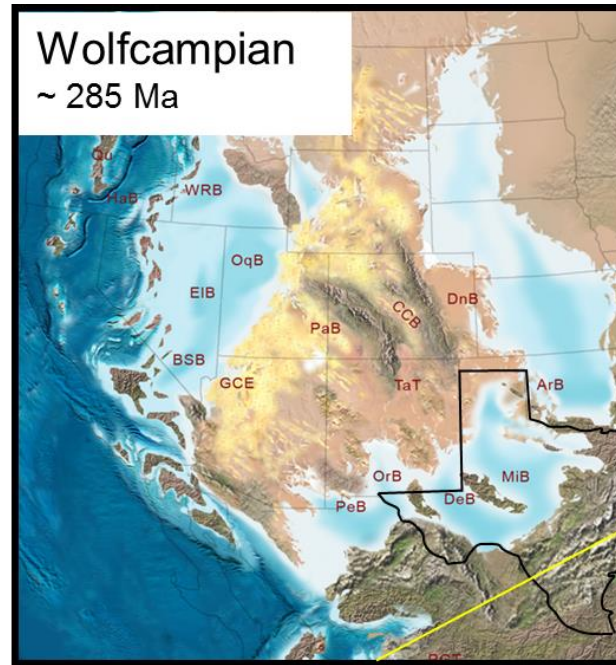 Wolfcampian
~ 285 Ma
Qu
HaB
WRB
OqB
ElB
DnB
CCB
PaB
BSB
GCE
TaT
ArB
OrB
MiB
DeB
PeB